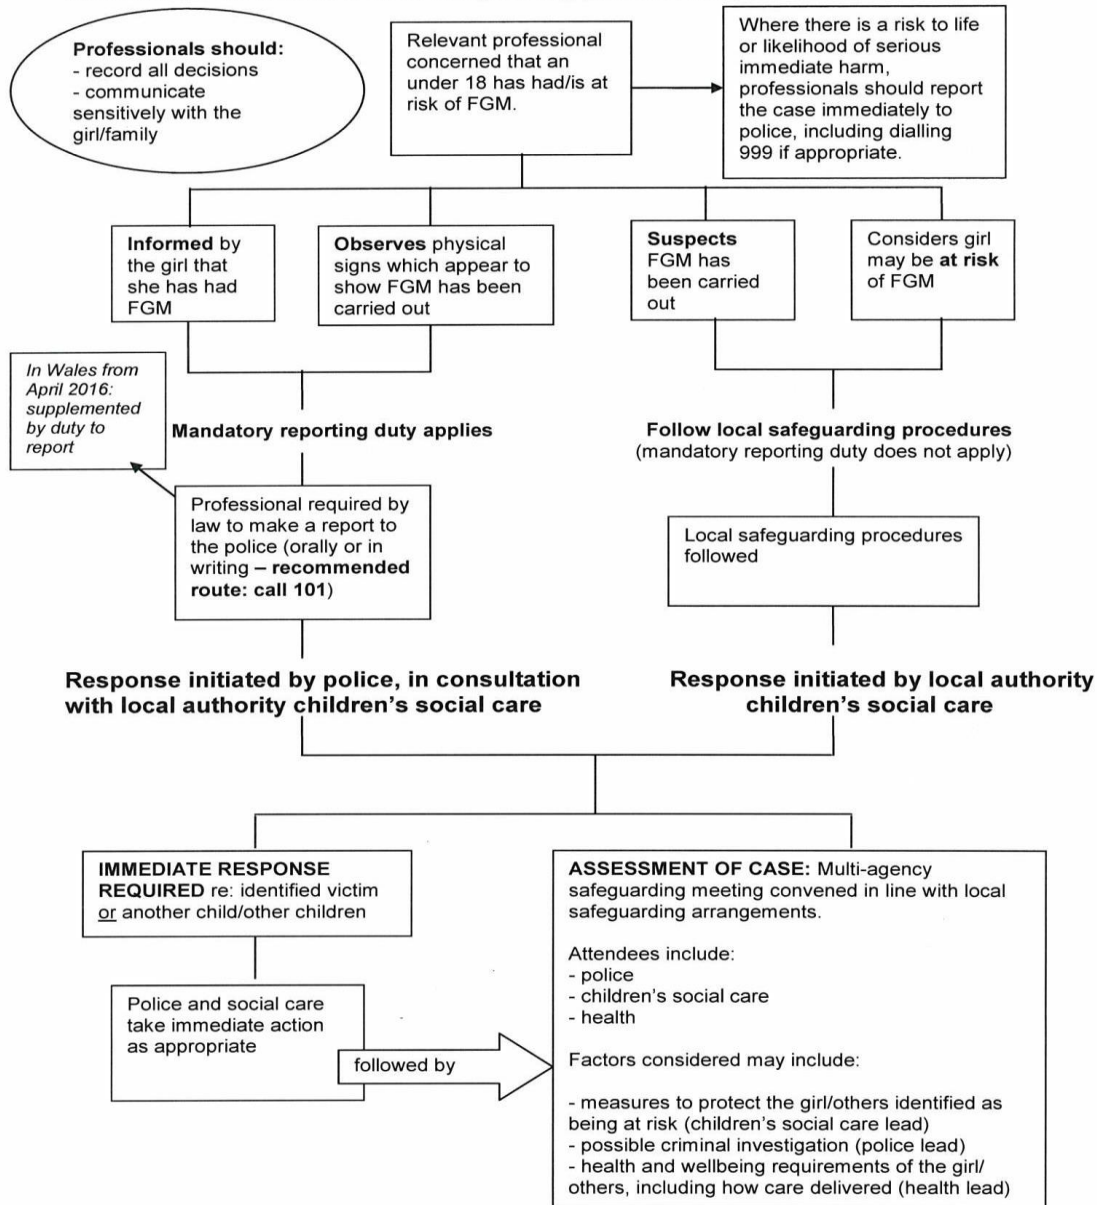 Professionals should:
- record all decisions
- communicate
sensitively with the
girl/family
Relevant professional
concerned that an
under 18 has had/is at
risk of FGM.
Where there is a risk to life
or likelihood of serious
immediate harm,
professionals should report
the case immediately to
police, including dialling
999 if appropriate.
Informed by
the girl that
she has had
FGM
Observes physical
signs which appear to
show FGM has been
carried out
Suspects
FGM has
been carried
out
Considers girl
may be at risk
of FGM
In Wales from
April 2016:
supplemented
by duty to
report
Mandatory reporting duty applies
Follow local safeguarding procedures
(mandatory reporting duty does not apply)
Professional required by
law to make a report to
the police (orally or in
writing – recommended
route: call 101)
Local safeguarding procedures
followed
Response initiated by police, in consultation
with local authority children's social care
Response initiated by local authority
children's social care
IMMEDIATE RESPONSE
REQUIRED re: identified victim
or another child/other children
Police and social care
take immediate action
as appropriate
followed by
ASSESSMENT OF CASE: Multi-agency
safeguarding meeting convened in line with local
safeguarding arrangements.
Attendees include:
- police
- children's social care
- health
Factors considered may include:
- measures to protect the girl/others identified as
being at risk (children's social care lead)
- possible criminal investigation (police lead)
- health and wellbeing requirements of the girl/
others, including how care delivered (health lead)